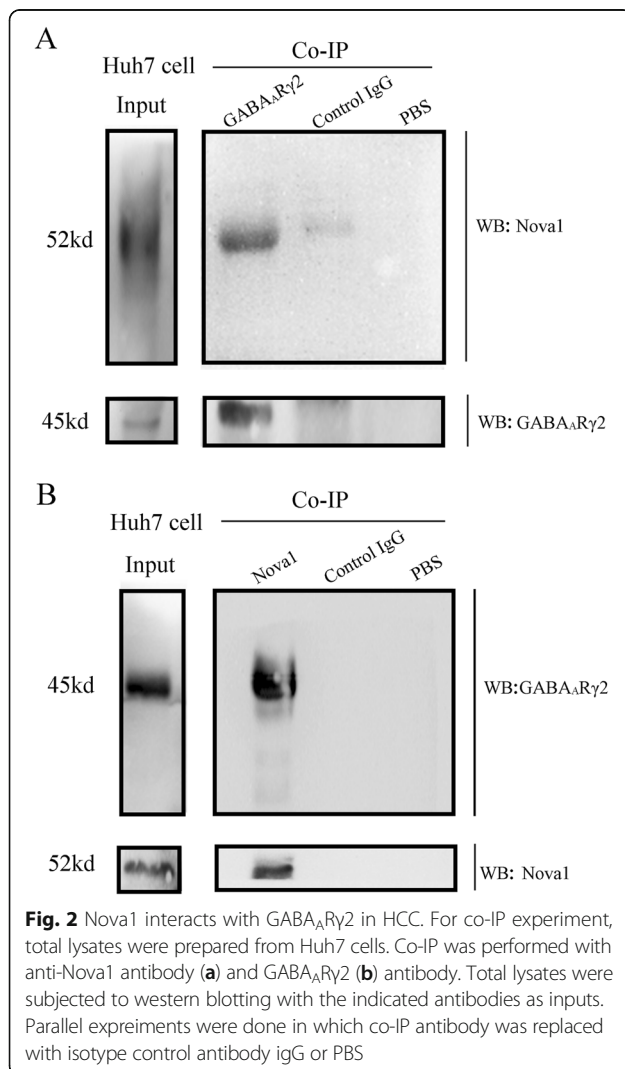 A
Co-IP
Huh7 cell
Input
GABAARγ2
Control IgG
PBS
52kd
WB: Nova1
45kd
WB: GABAARγ2
B
Co-IP
Huh7 cell
Input
Nova1
Control IgG
PBS
45kd
WB:GABAARγ2
52kd
WB: Nova1
Fig. 2 Nova1 interacts with GABAARγ2 in HCC. For co-IP experiment,
total lysates were prepared from Huh7 cells. Co-IP was performed with
anti-Nova1 antibody (a) and GABAARγ2 (b) antibody. Total lysates were
subjected to western blotting with the indicated antibodies as inputs.
Parallel expreiments were done in which co-IP antibody was replaced
with isotype control antibody igG or PBS